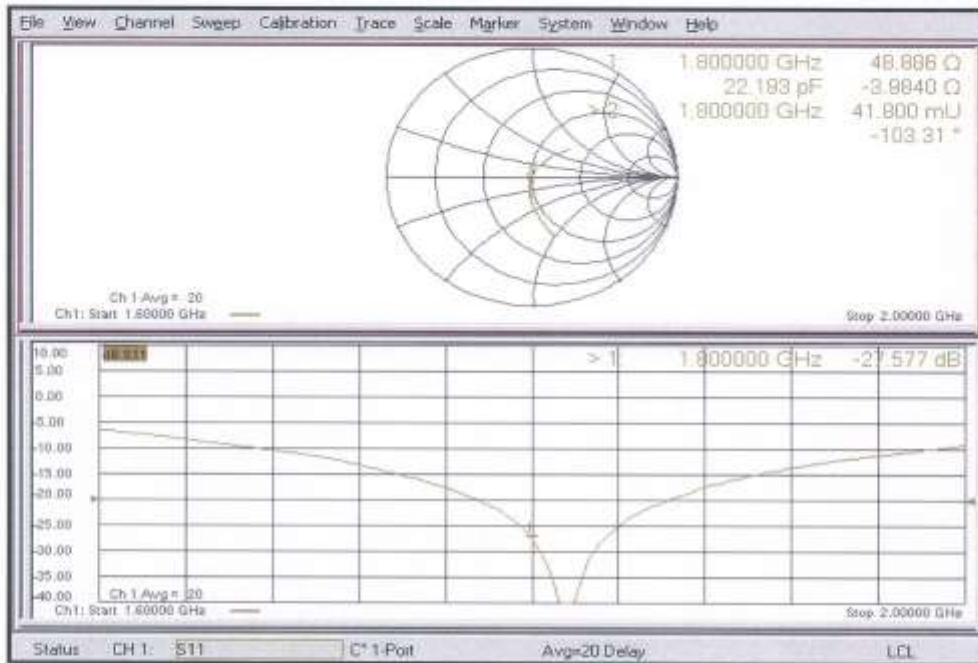 File View Channel Sweep Calibration Trace Scale Marker System Window Help
1 1.800000 GHz 48.886 Ω
22.193 pF -3.9840 Ω
> 2 1.800000 GHz 41.800 mU
-103.31 °
Ch 1 Avg = 20
Ch1: Start 1.60000 GHz
Stop 2.00000 GHz
> 1 1.800000 GHz -27.577 dB
10.00
5.00
0.00
-5.00
-10.00
-15.00
-20.00
-25.00
-30.00
-35.00
-40.00
1
Ch 1 Avg = 20
Ch1: Start 1.60000 GHz
Stop 2.00000 GHz
Status CH 1: S11 C* 1-Port Avg=20 Delay LCL